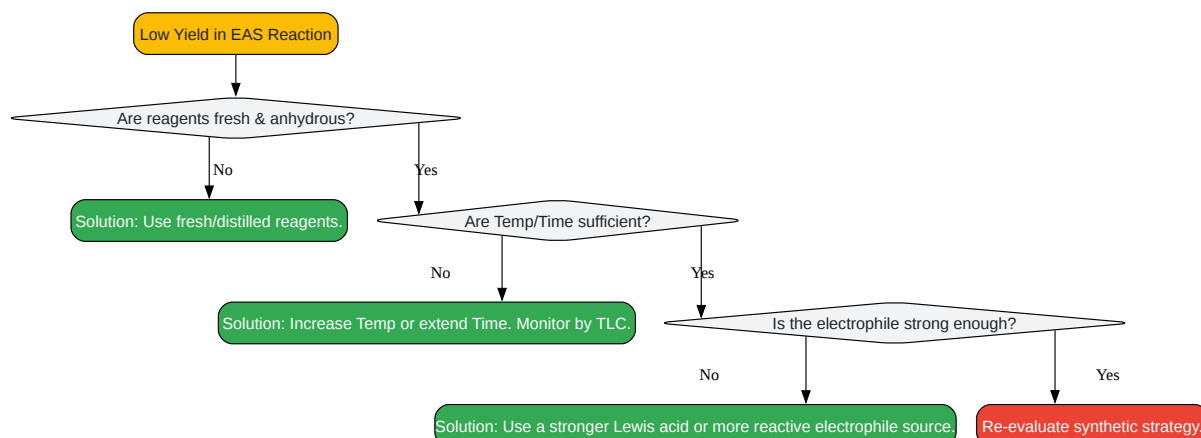 Low Yield in EAS Reaction
Are reagents fresh & anhydrous?
No
Yes
Solution: Use fresh/distilled reagents.
Are Temp/Time sufficient?
No
Yes
Solution: Increase Temp or extend Time. Monitor by TLC.
Is the electrophile strong enough?
No
Yes
Solution: Use a stronger Lewis acid or more reactive electrophile source.
Re-evaluate synthetic strategy